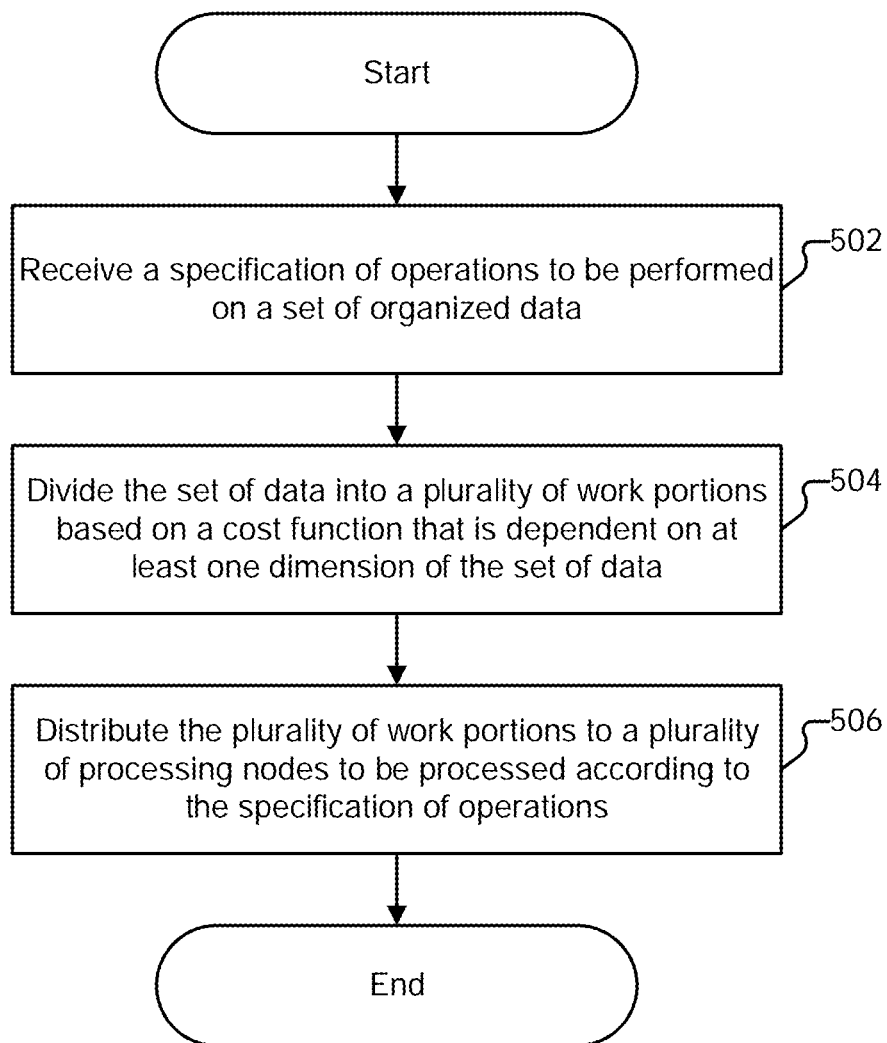 Start
Receive a specification of operations to be performed
on a set of organized data
502
Divide the set of data into a plurality of work portions
based on a cost function that is dependent on at
least one dimension of the set of data
504
Distribute the plurality of work portions to a plurality
of processing nodes to be processed according to
the specification of operations
506
End